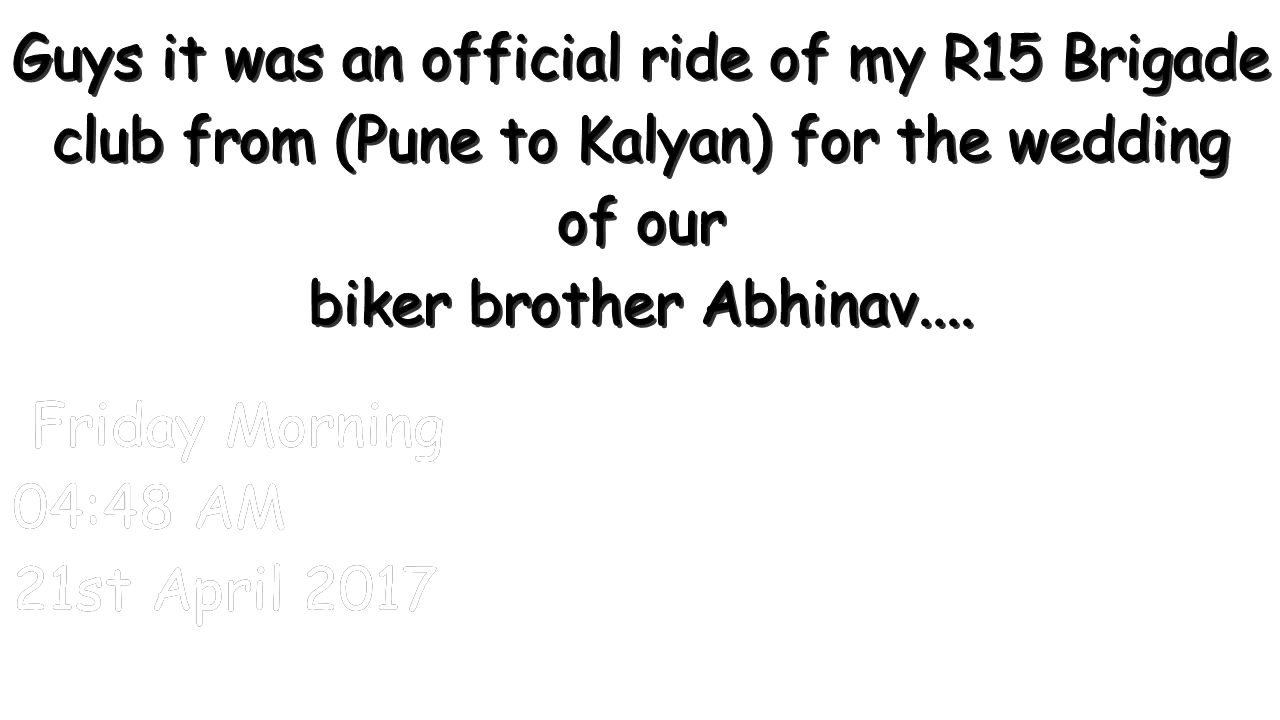 Guys it was an official ride of my R15 Brigade
club from (Pune to Kalyan) for the wedding
of our
biker brother Abhinav....
Friday Morning
04:48 AM
21st April 2017